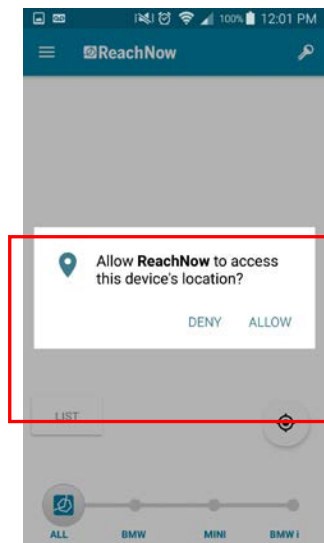 100% 12:01 PM
ReachNow
Allow ReachNow to access
this device's location?
DENY ALLOW
LIST
ALL BMW MINI BMW i